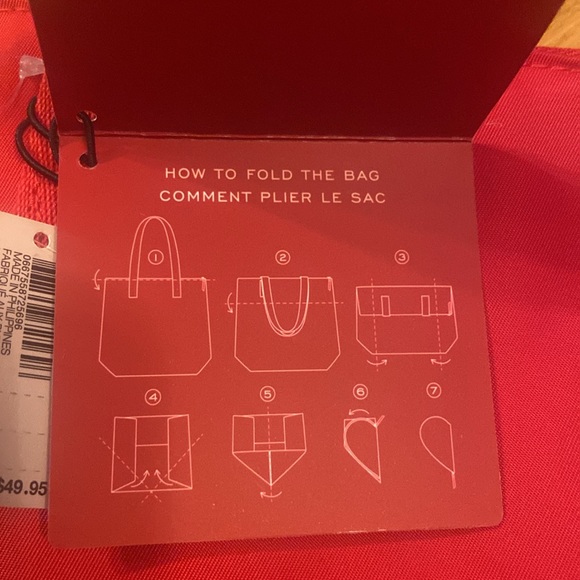 HOW TO FOLD THE BAG
COMMENT PLIER LE SAC
1
2
3
4
5
6
7
MADE IN PHILIPPINES
$49.95